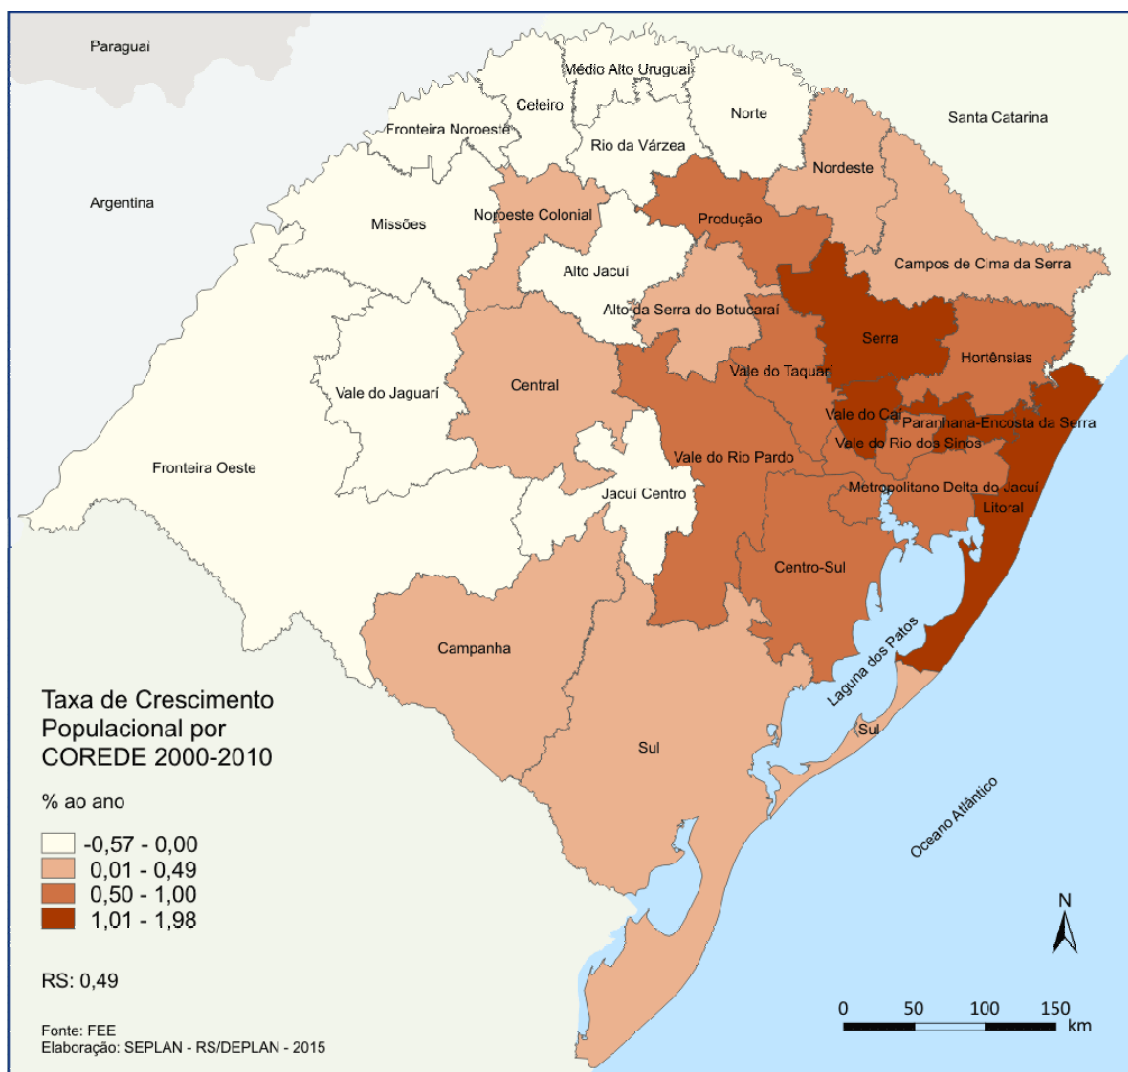 Paraguai
Médio Alto Uruguai
Celeiro
Norte
Santa Catarina
Fronteira Noroeste
Rio da Várzea
Nordeste
Argentina
Missões
Noroeste Colonial
Produção
Alto Jacuí
Campos de Cima da Serra
Alto da Serra do Botucaraí
Serra
Hortênsias
Vale do Taquari
Central
Vale do Jaguarí
Vale do Caí
Paranhana-Encosta da Serra
Vale do Rio dos Sinos
Fronteira Oeste
Vale do Rio Pardo
Jacuí Centro
Metropolitano Delta do Jacuí
Litoral
Centro-Sul
Campanha
Laguna dos Patos
Sul
Sul
Oceano Atlântico
Taxa de Crescimento
Populacional por
COREDE 2000-2010
% ao ano
-0,57 - 0,00
0,01 - 0,49
0,50 - 1,00
1,01 - 1,98
RS: 0,49
Fonte: FEE
Elaboração: SEPLAN - RS/DEPLAN - 2015
N
0 50 100 150
km